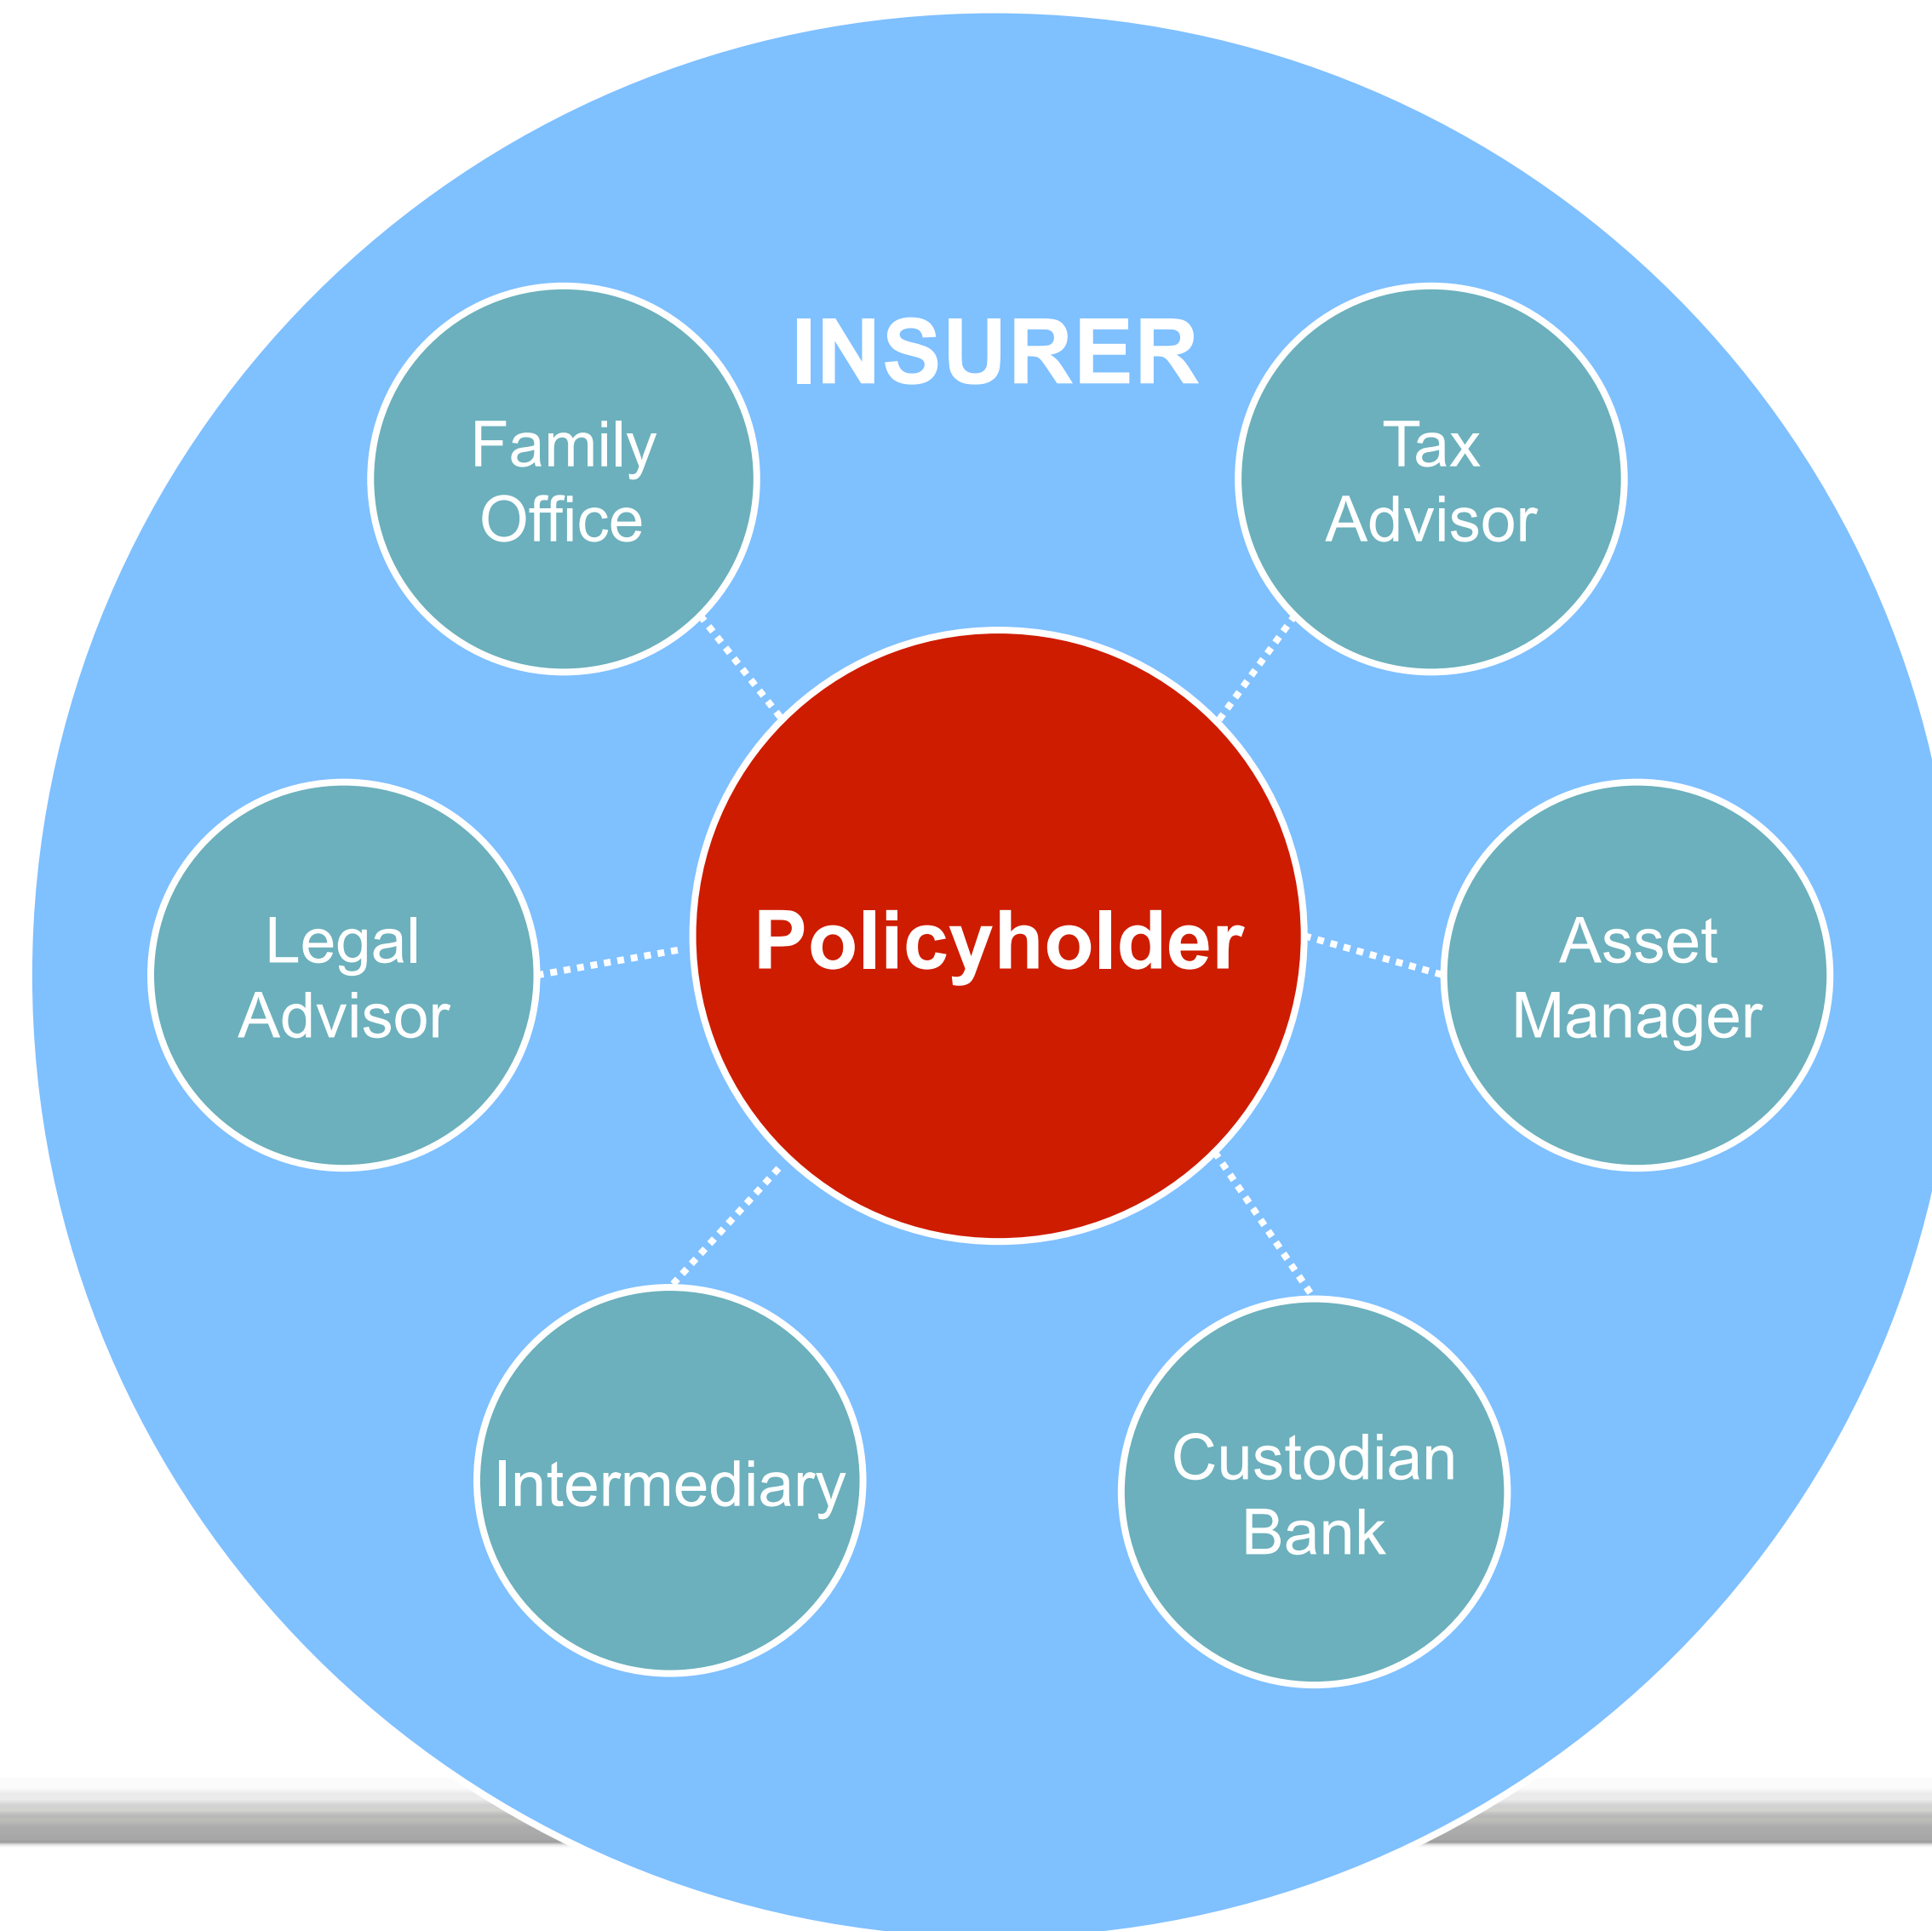 INSURER
Family
Office
Tax
Advisor
Policyholder
Legal
Advisor
Asset
Manager
Intermediary
Custodian
Bank